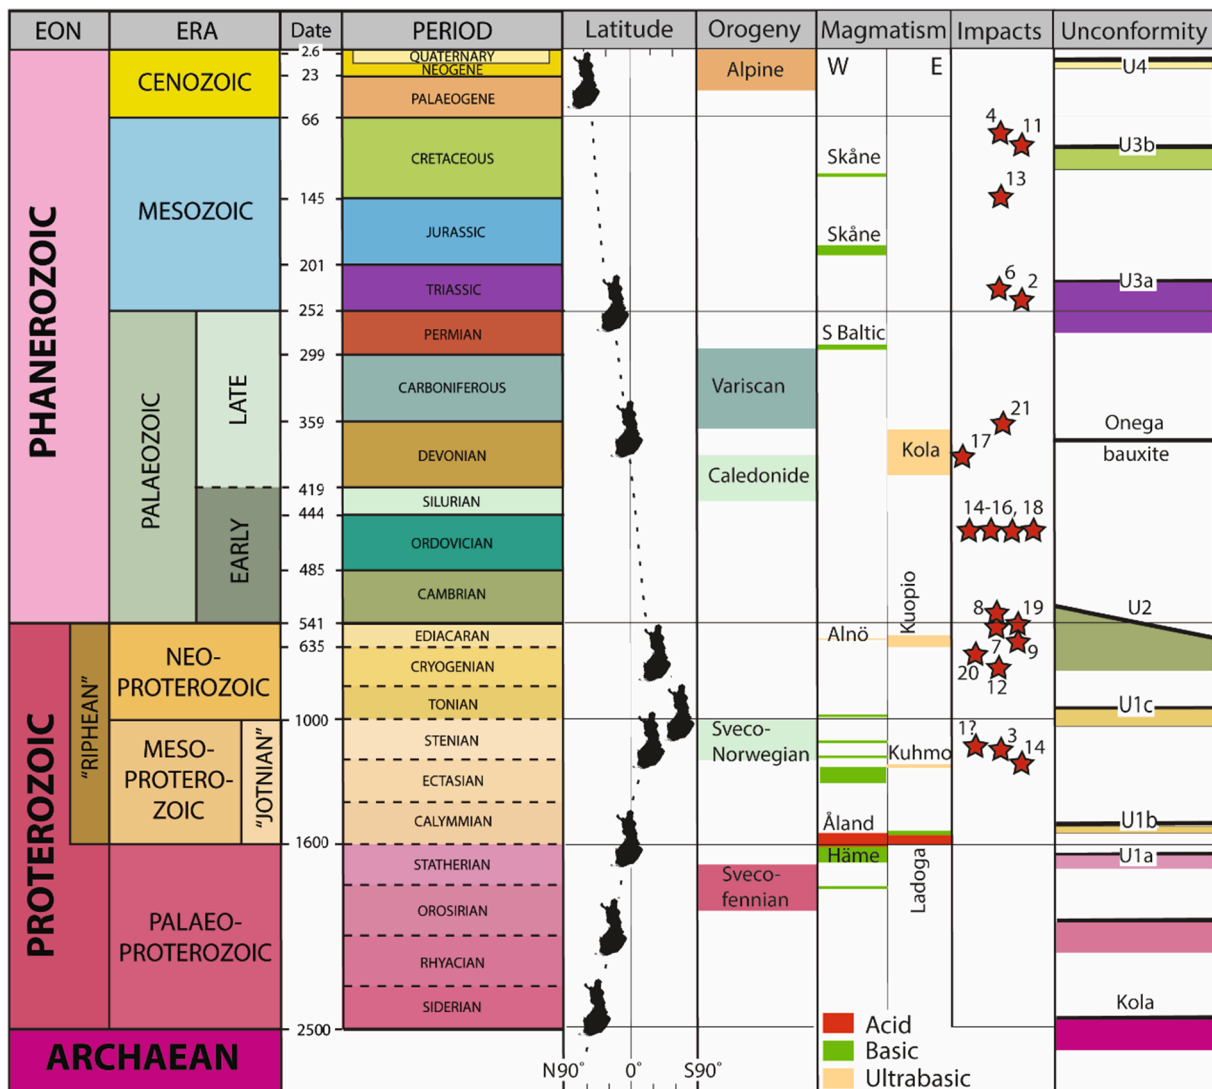 EON ERA Date PERIOD Latitude Orogeny Magmatism Impacts Unconformity
PHANEROZOIC
PROTEROZOIC
"RIPHEAN"
ARCHAEAN
CENOZOIC
MESOZOIC
PALAEOZOIC
LATE
EARLY
NEO-
PROTEROZOIC
MESO-
PROTERO-
ZOIC
"JOTNIAN"
PALAEO-
PROTEROZOIC
2.6
23
66
145
201
252
299
359
419
444
485
541
635
1000
1600
2500
QUATERNARY
NEOGENE
PALAEOGENE
CRETACEOUS
JURASSIC
TRIASSIC
PERMIAN
CARBONIFEROUS
DEVONIAN
SILURIAN
ORDOVICIAN
CAMBRIAN
EDIACARAN
CRYOGENIAN
TONIAN
STENIAN
ECTASIAN
CALYMMIAN
STATHERIAN
OROSIRIAN
RHYACIAN
SIDERIAN
N90° 0° S90°
Alpine
Variscan
Caledonide
Sveco-
Norwegian
Sveco-
fennian
W E
Skåne
Skåne
S Baltic
Kola
Kuopio
Alnö
Kuhmo
Åland
Häme
Ladoga
Acid
Basic
Ultrabasic
4 11
13
6 2
21
17
14-16, 18
8 19
7 9
20 12
1? 3 14
U4
U3b
U3a
Onega
bauxite
U2
U1c
U1b
U1a
Kola